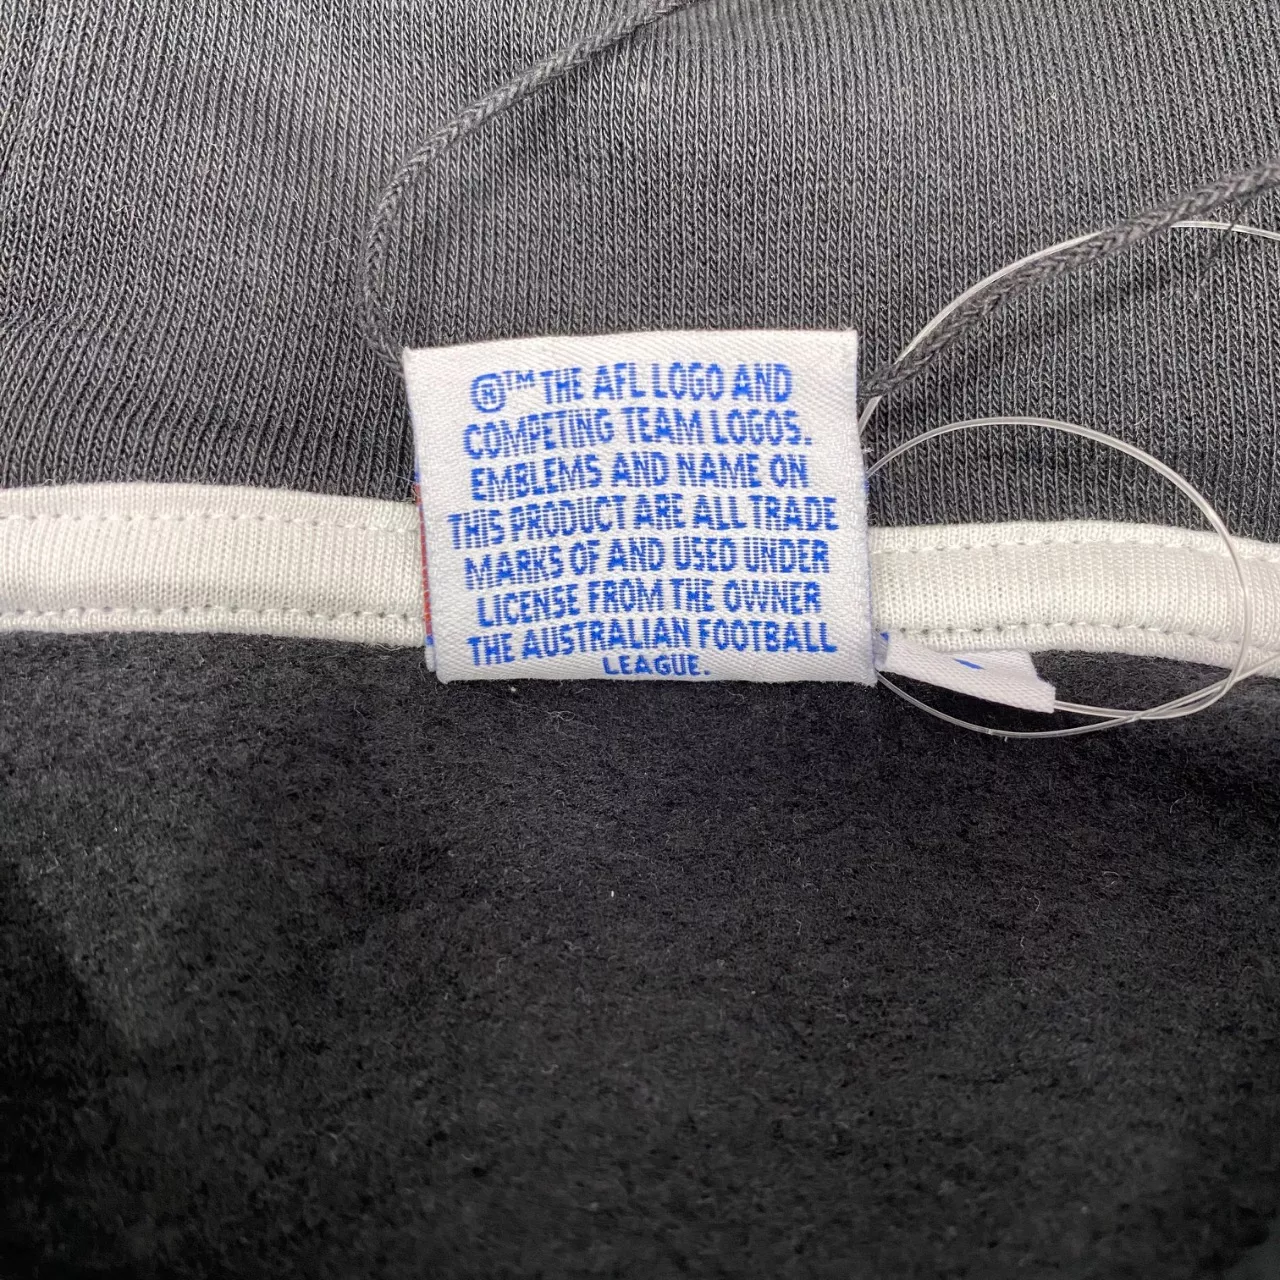 ®™ THE AFL LOGO AND
COMPETING TEAM LOGOS.
EMBLEMS AND NAME ON
THIS PRODUCT ARE ALL TRADE
MARKS OF AND USED UNDER
LICENSE FROM THE OWNER
THE AUSTRALIAN FOOTBALL
LEAGUE.